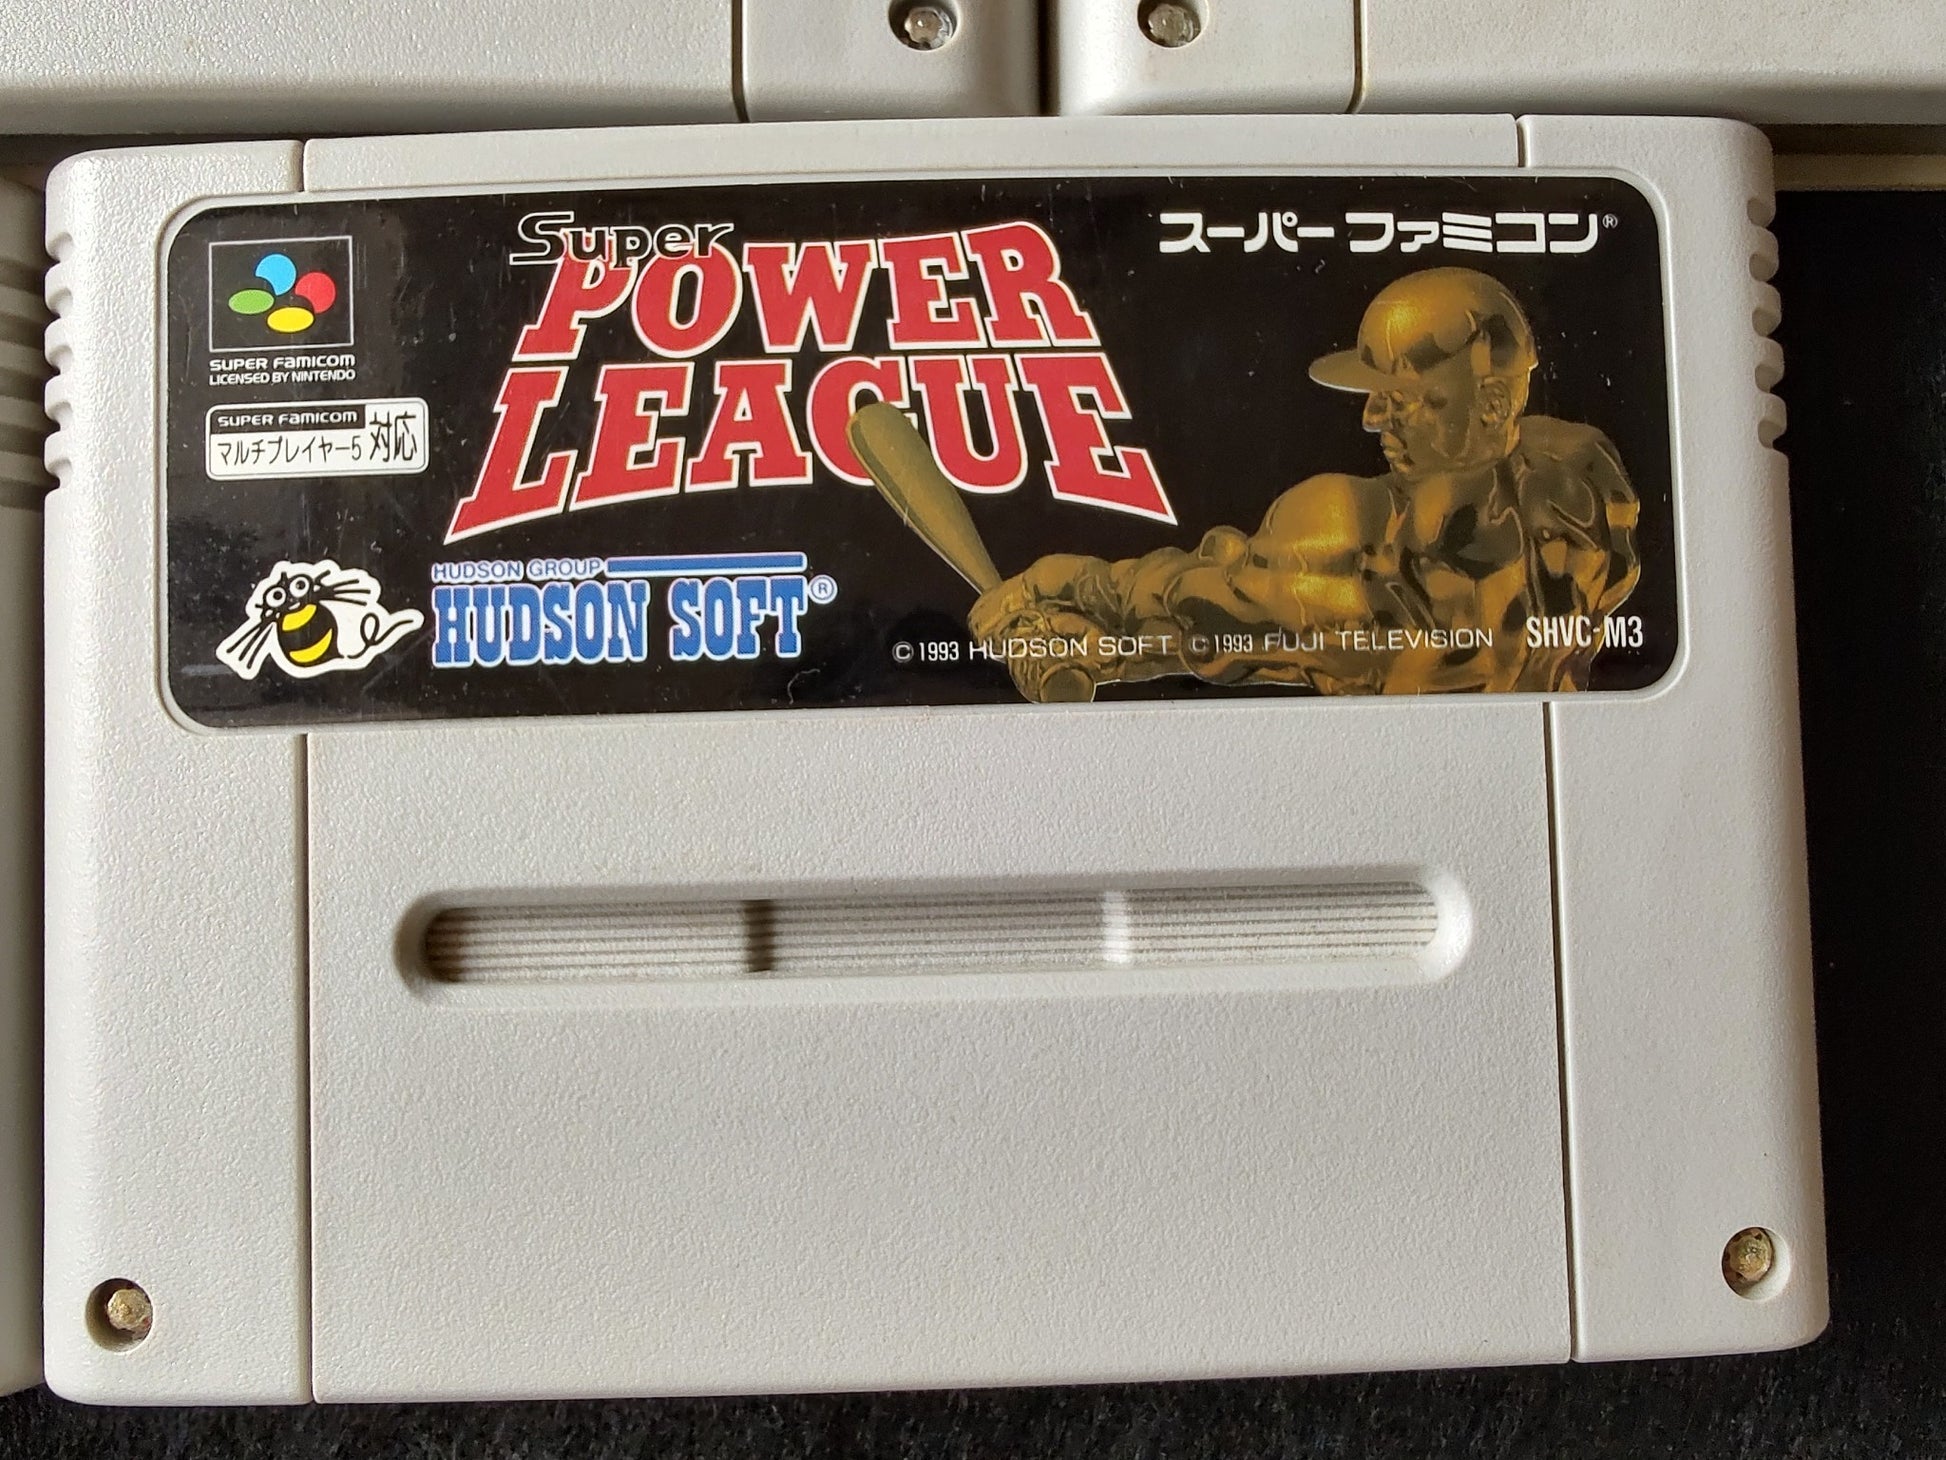 Super
POWER
LEAGUE
スーパーファミコン®
SUPER FAMICOM
LICENSED BY NINTENDO
SUPER FAMICOM
マルチプレイヤー5 対応
HUDSON GROUP
HUDSON SOFT®
©1993 HUDSON SOFT ©1993 FUJI TELEVISION SHVC-M3